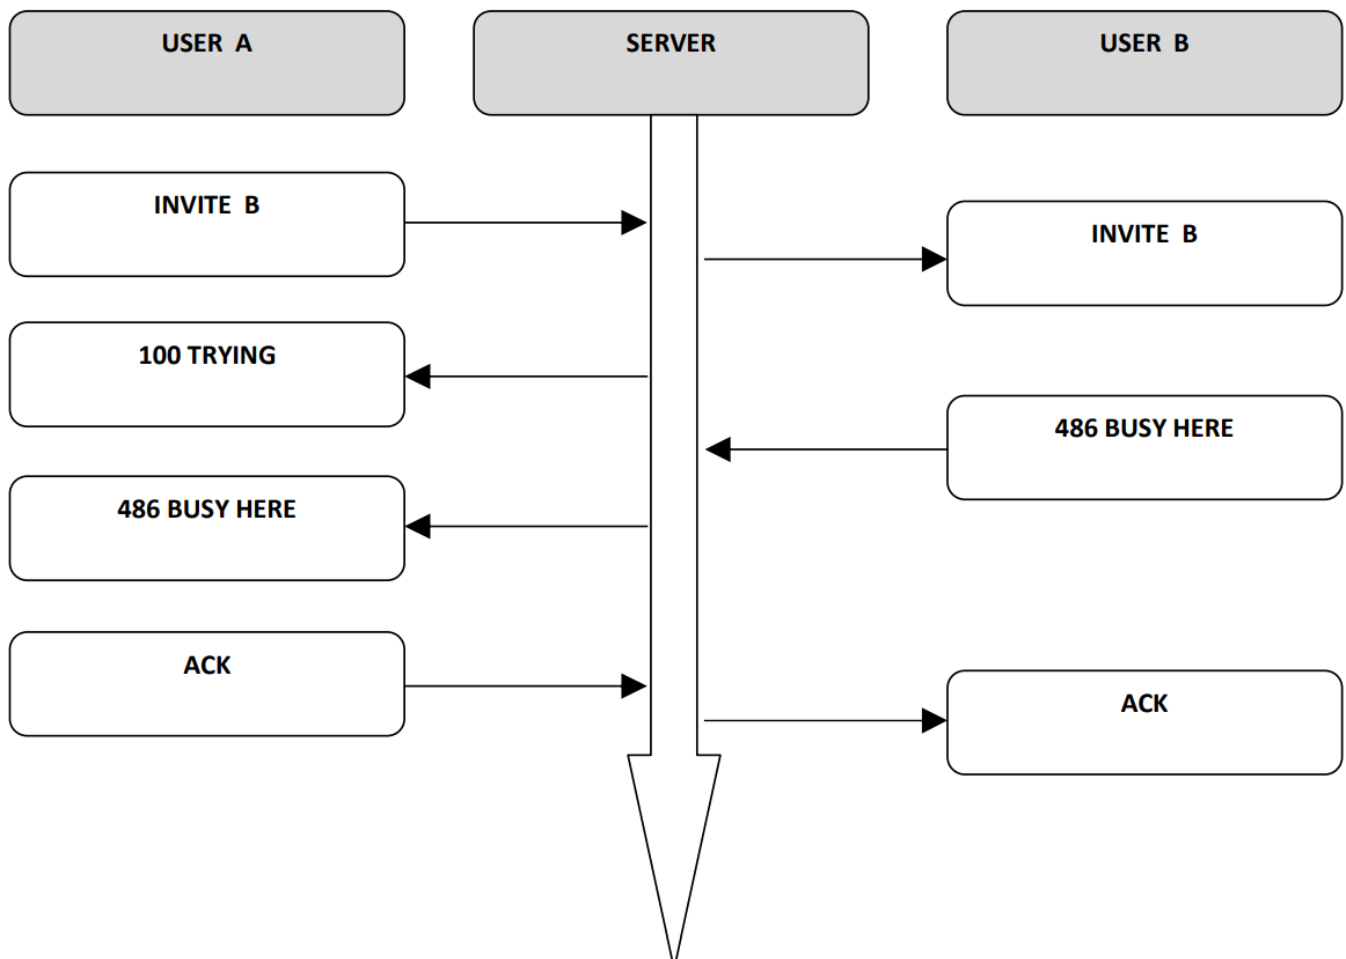 USER A
SERVER
USER B
INVITE B
INVITE B
100 TRYING
486 BUSY HERE
486 BUSY HERE
ACK
ACK